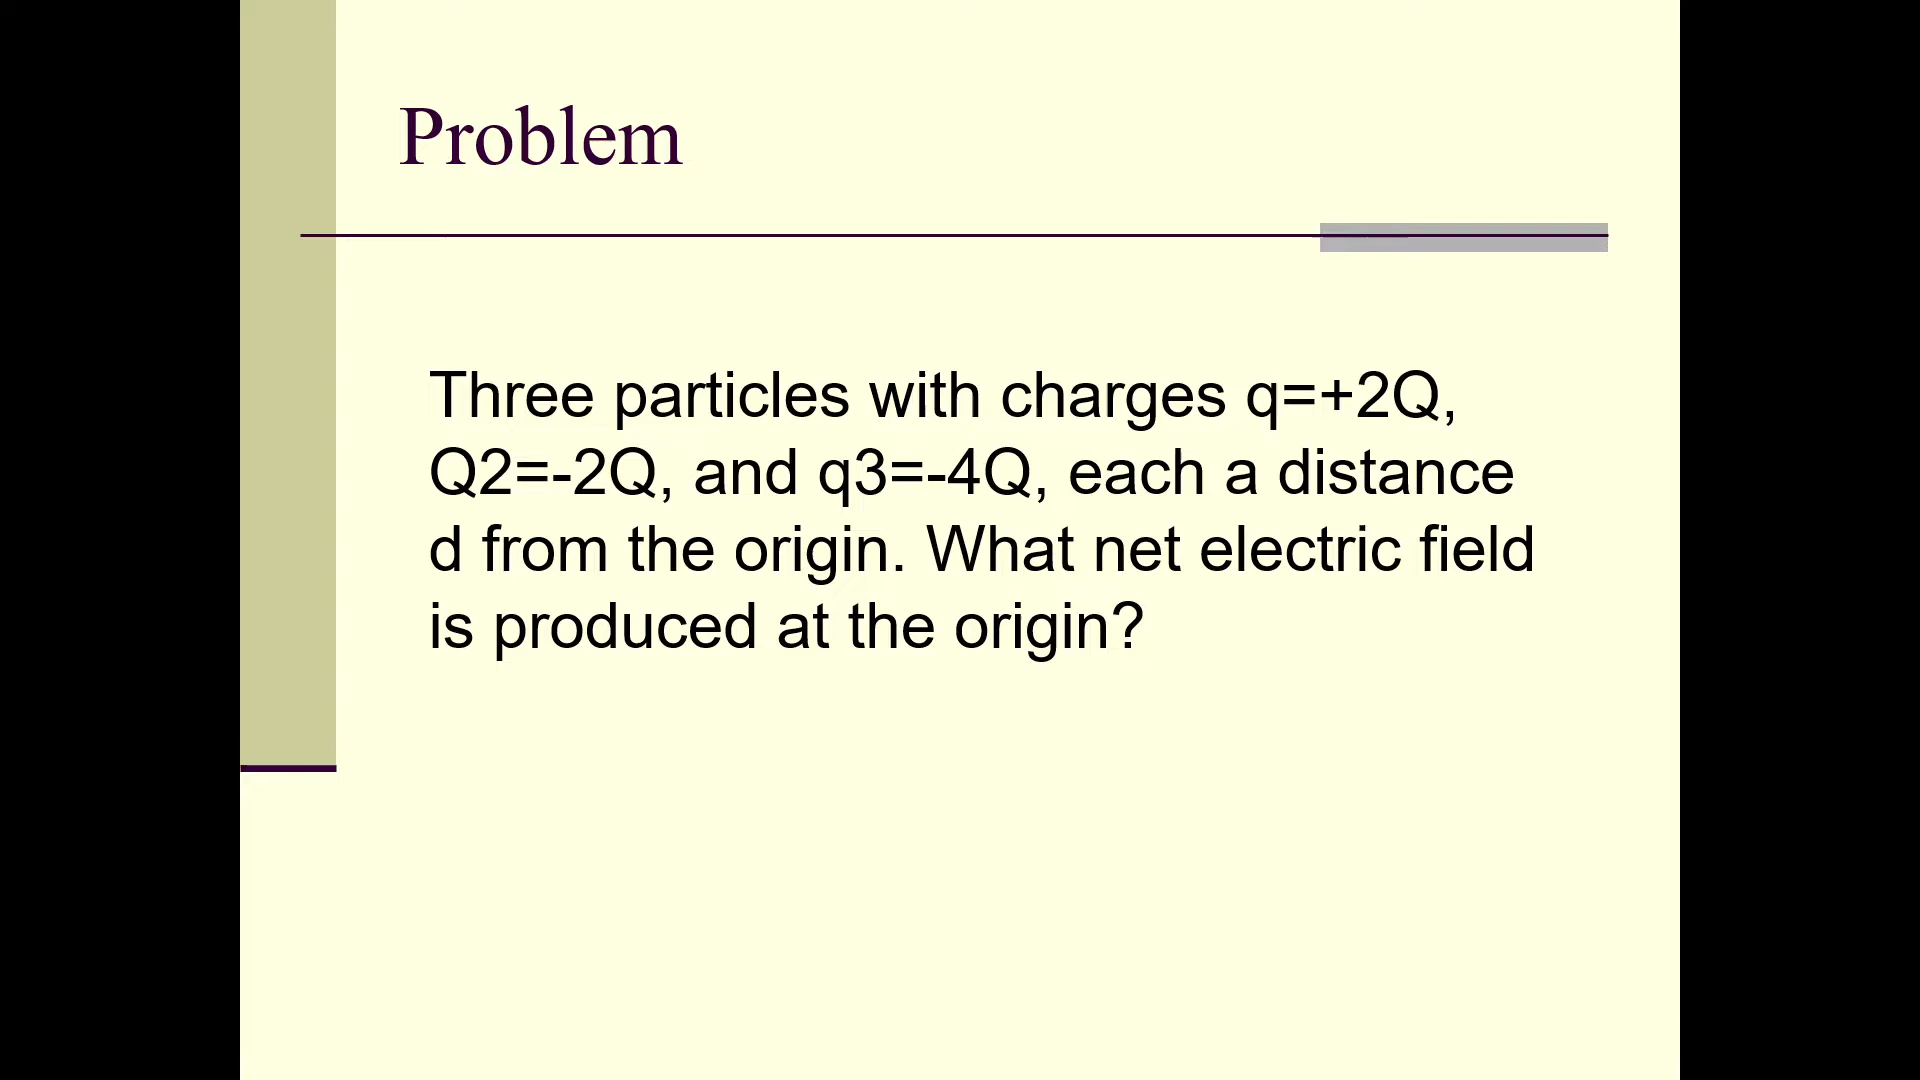 Problem
Three particles with charges q=+2Q,
Q2=-2Q, and q3=-4Q, each a distance
d from the origin. What net electric field
is produced at the origin?